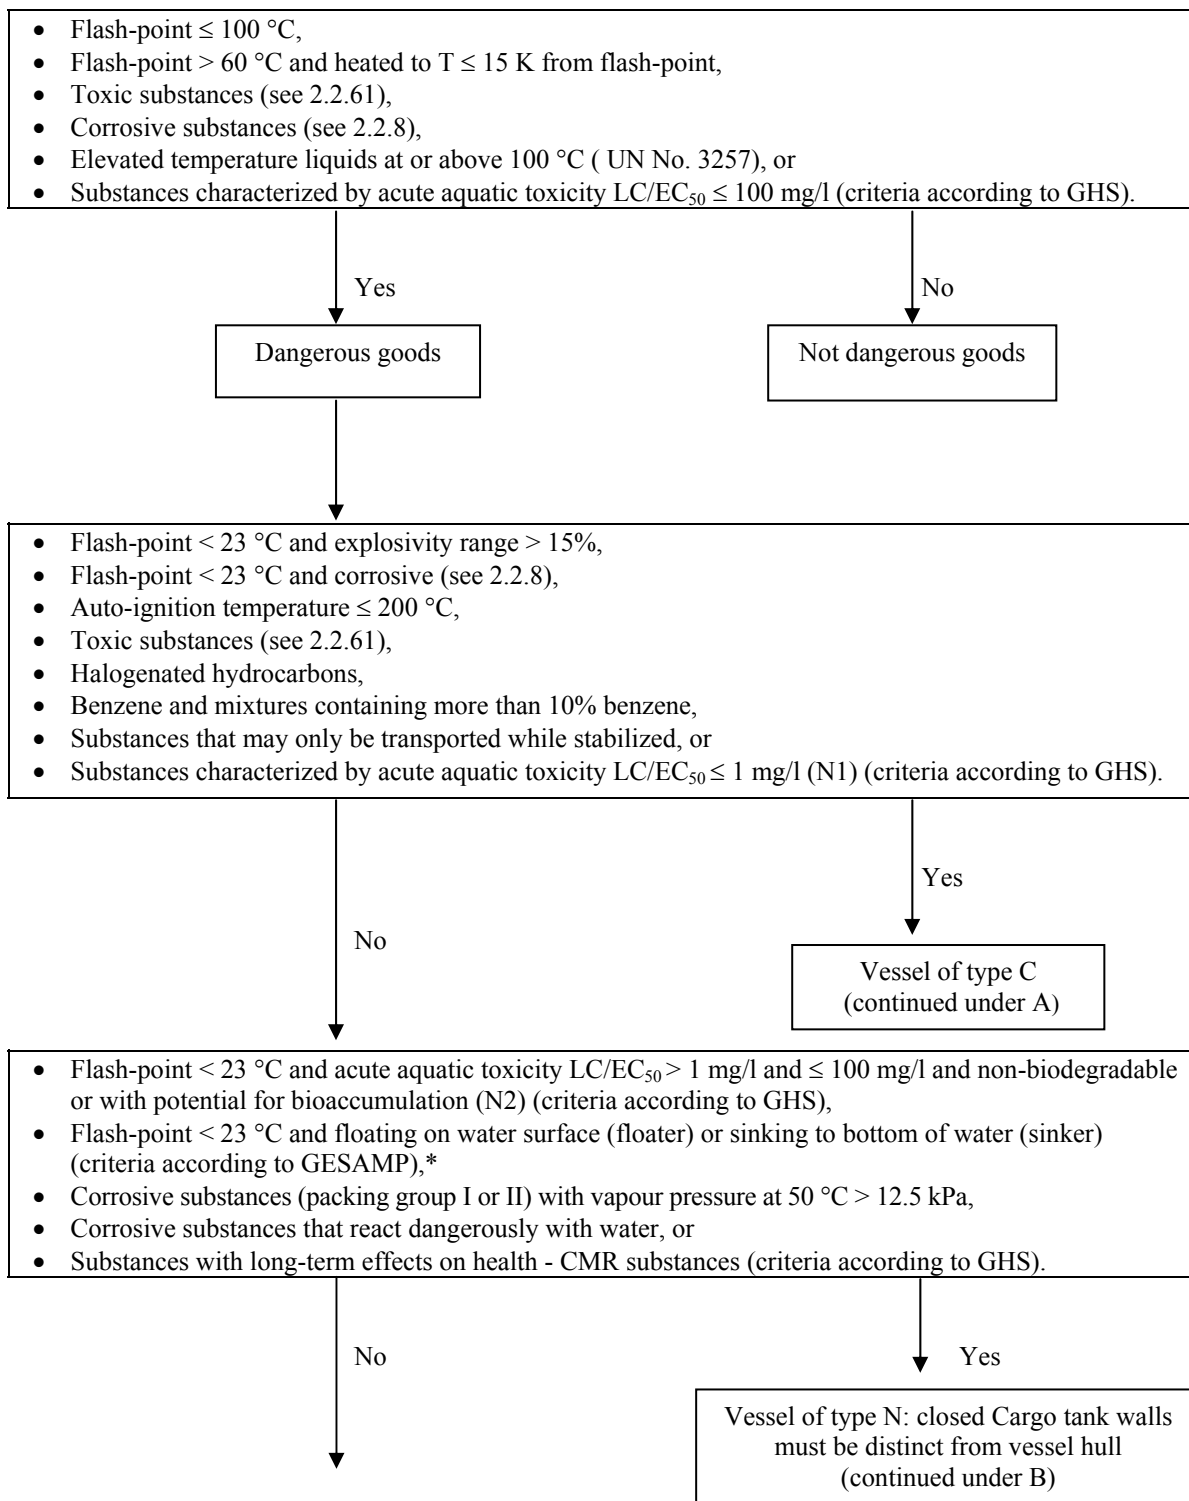 • Flash-point ≤ 100 °C,
• Flash-point > 60 °C and heated to T ≤ 15 K from flash-point,
• Toxic substances (see 2.2.61),
• Corrosive substances (see 2.2.8),
• Elevated temperature liquids at or above 100 °C ( UN No. 3257), or
• Substances characterized by acute aquatic toxicity LC/EC₅₀ ≤ 100 mg/l (criteria according to GHS).
Yes
No
Dangerous goods
Not dangerous goods
• Flash-point < 23 °C and explosivity range > 15%,
• Flash-point < 23 °C and corrosive (see 2.2.8),
• Auto-ignition temperature ≤ 200 °C,
• Toxic substances (see 2.2.61),
• Halogenated hydrocarbons,
• Benzene and mixtures containing more than 10% benzene,
• Substances that may only be transported while stabilized, or
• Substances characterized by acute aquatic toxicity LC/EC₅₀ ≤ 1 mg/l (N1) (criteria according to GHS).
Yes
No
Vessel of type C
(continued under A)
• Flash-point < 23 °C and acute aquatic toxicity LC/EC₅₀ > 1 mg/l and ≤ 100 mg/l and non-biodegradable
or with potential for bioaccumulation (N2) (criteria according to GHS),
• Flash-point < 23 °C and floating on water surface (floater) or sinking to bottom of water (sinker)
(criteria according to GESAMP),*
• Corrosive substances (packing group I or II) with vapour pressure at 50 °C > 12.5 kPa,
• Corrosive substances that react dangerously with water, or
• Substances with long-term effects on health - CMR substances (criteria according to GHS).
No
Yes
Vessel of type N: closed Cargo tank walls
must be distinct from vessel hull
(continued under B)